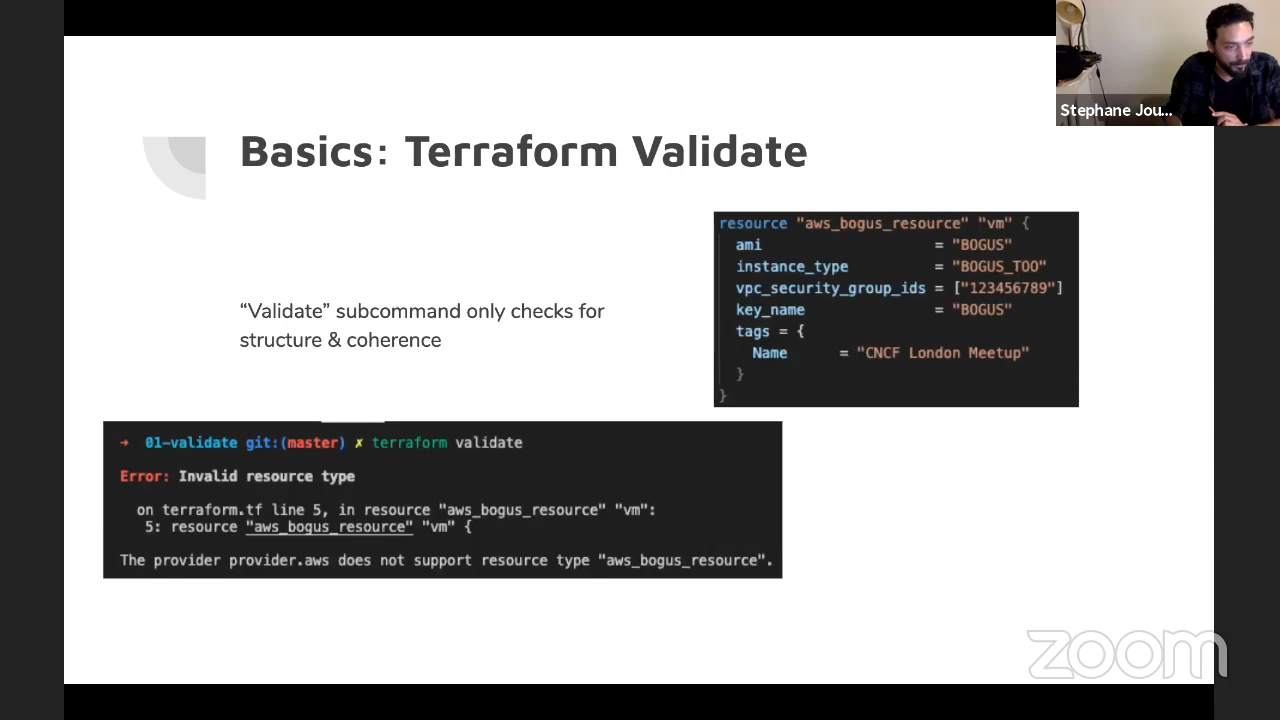 Stephane Jou...
Basics: Terraform Validate
“Validate” subcommand only checks for
structure & coherence
resource "aws_bogus_resource" "vm" {
ami = "BOGUS"
instance_type = "BOGUS_TOO"
vpc_security_group_ids = ["123456789"]
key_name = "BOGUS"
tags = {
Name = "CNCF London Meetup"
}
}
→ 01-validate git:(master) ✗ terraform validate
Error: Invalid resource type
on terraform.tf line 5, in resource "aws_bogus_resource" "vm":
5: resource "aws_bogus_resource" "vm" {
The provider provider.aws does not support resource type "aws_bogus_resource".
zoom